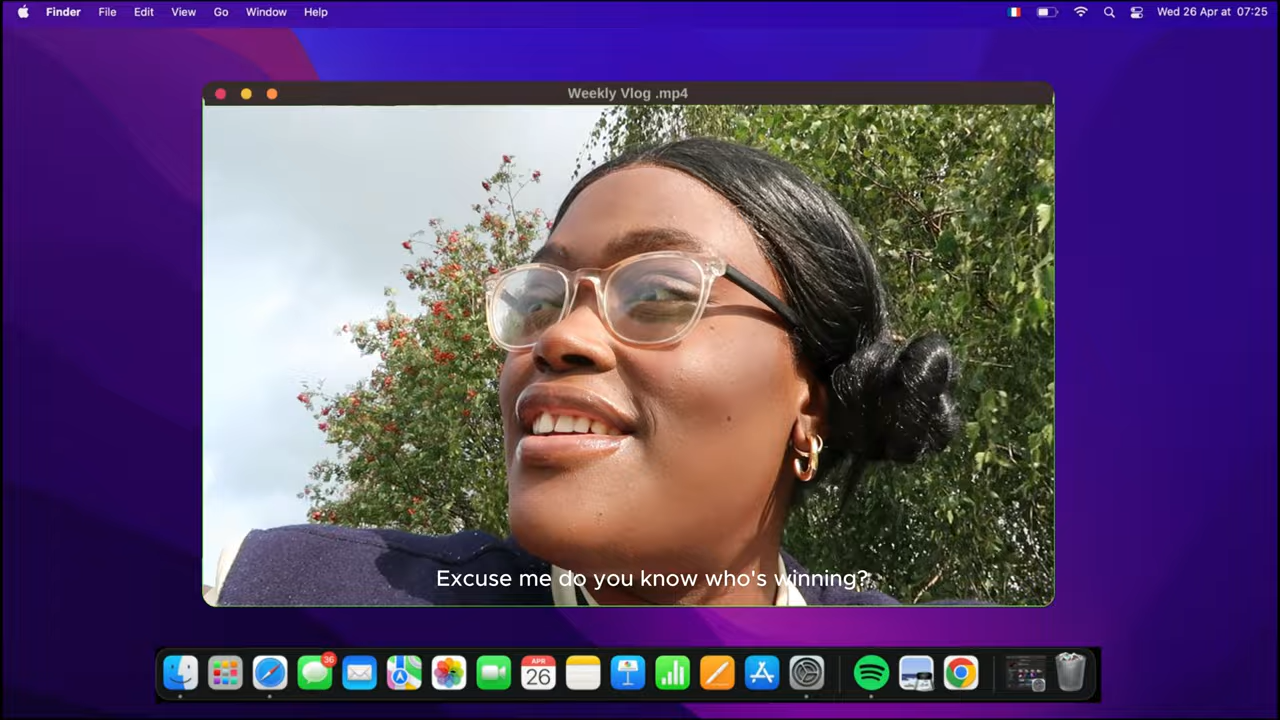 Finder File Edit View Go Window Help Wed 26 Apr at 07:25
Weekly Vlog .mp4
Excuse me do you know who's winning?
36
APR
26